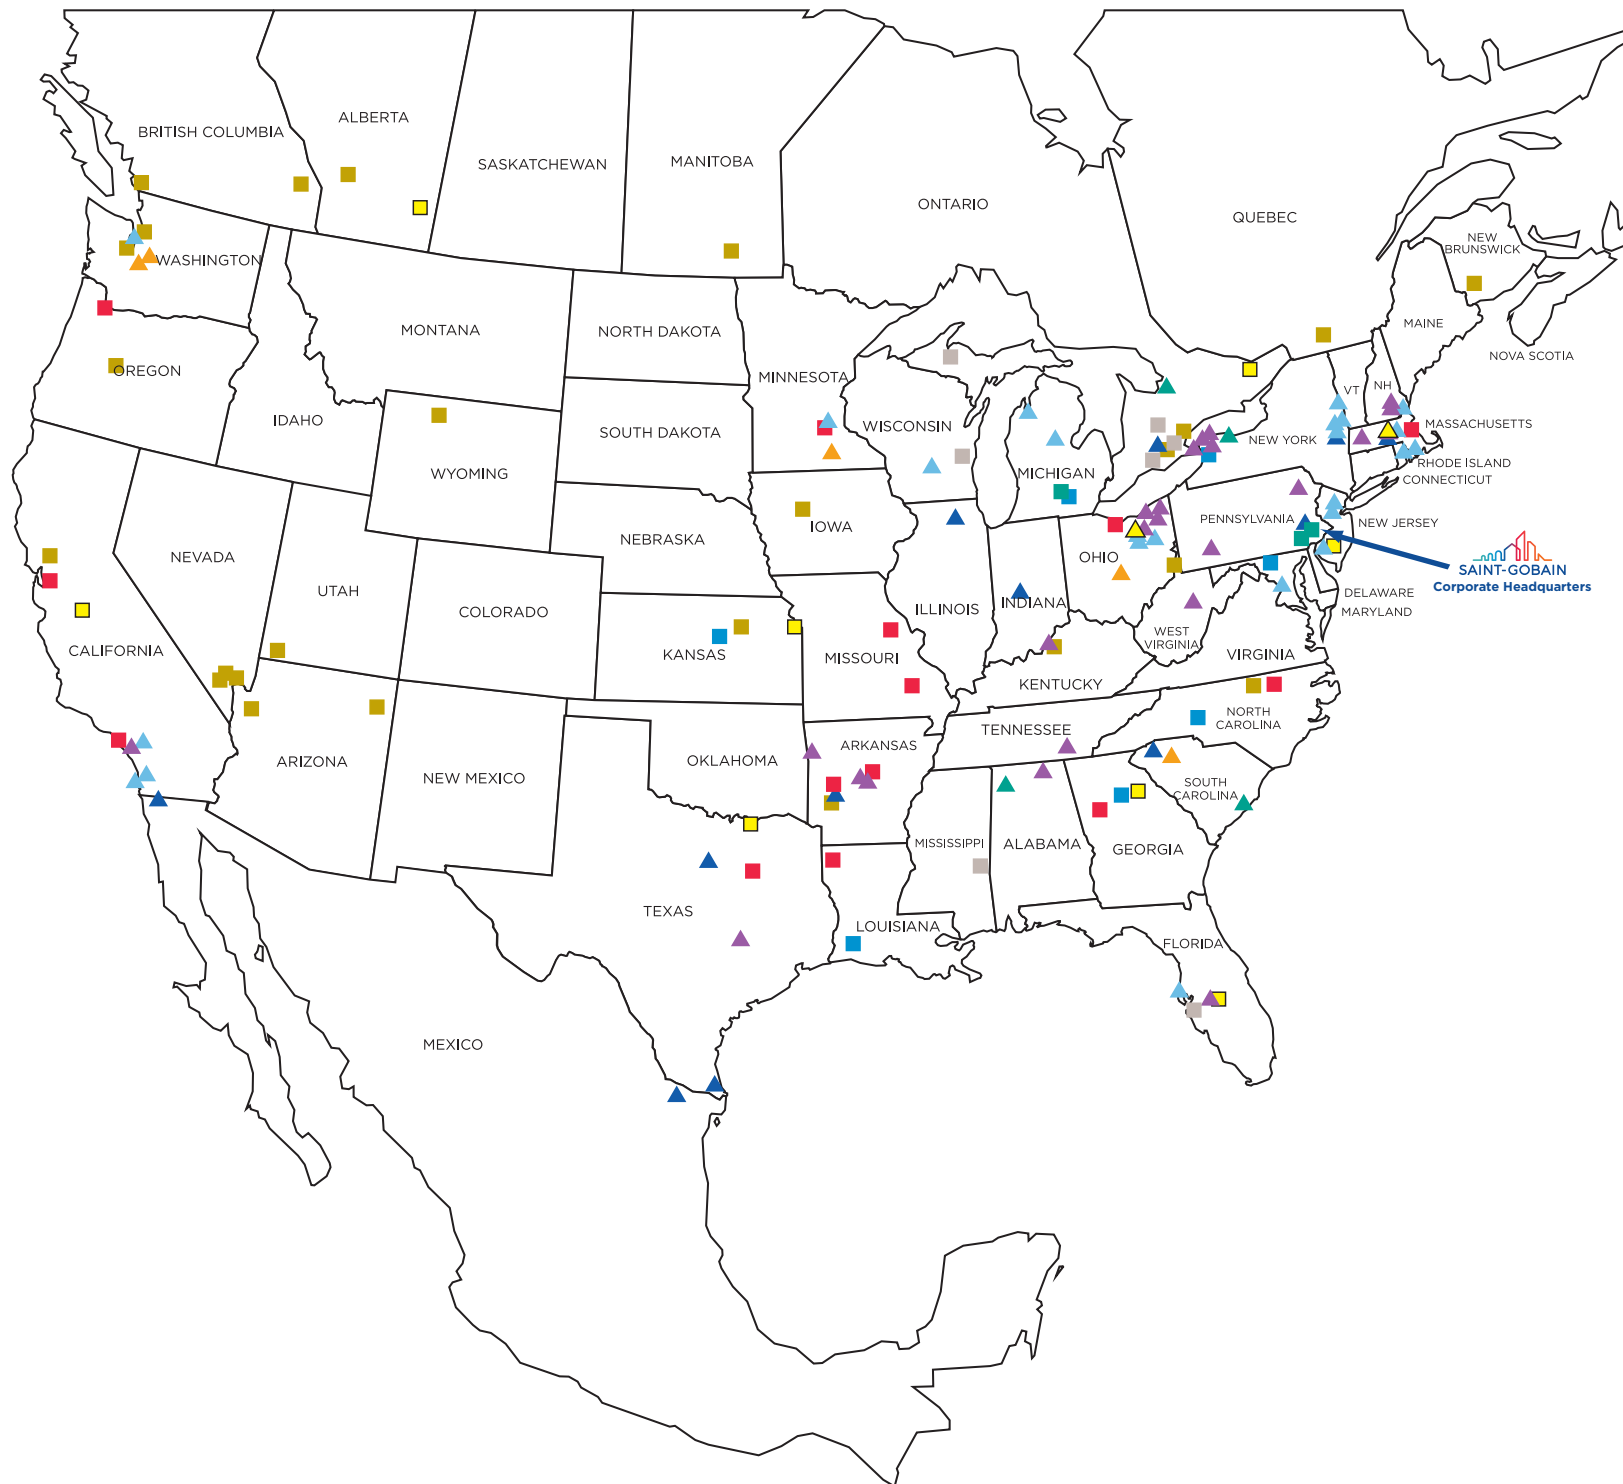 ALBERTA
BRITISH COLUMBIA
SASKATCHEWAN
MANITOBA
ONTARIO
QUEBEC
NEW
BRUNSWICK
WASHINGTON
MONTANA
NORTH DAKOTA
MINNESOTA
MAINE
NOVA SCOTIA
OREGON
IDAHO
SOUTH DAKOTA
WISCONSIN
VT
NH
MASSACHUSETTS
NEW YORK
WYOMING
MICHIGAN
RHODE ISLAND
CONNECTICUT
IOWA
PENNSYLVANIA
NEW JERSEY
NEVADA
NEBRASKA
OHIO
SAINT-GOBAIN
Corporate Headquarters
UTAH
COLORADO
ILLINOIS
INDIANA
DELAWARE
MARYLAND
CALIFORNIA
KANSAS
MISSOURI
WEST
VIRGINIA
VIRGINIA
KENTUCKY
NORTH
CAROLINA
TENNESSEE
ARIZONA
NEW MEXICO
OKLAHOMA
ARKANSAS
SOUTH
CAROLINA
MISSISSIPPI
ALABAMA
GEORGIA
TEXAS
LOUISIANA
FLORIDA
MEXICO